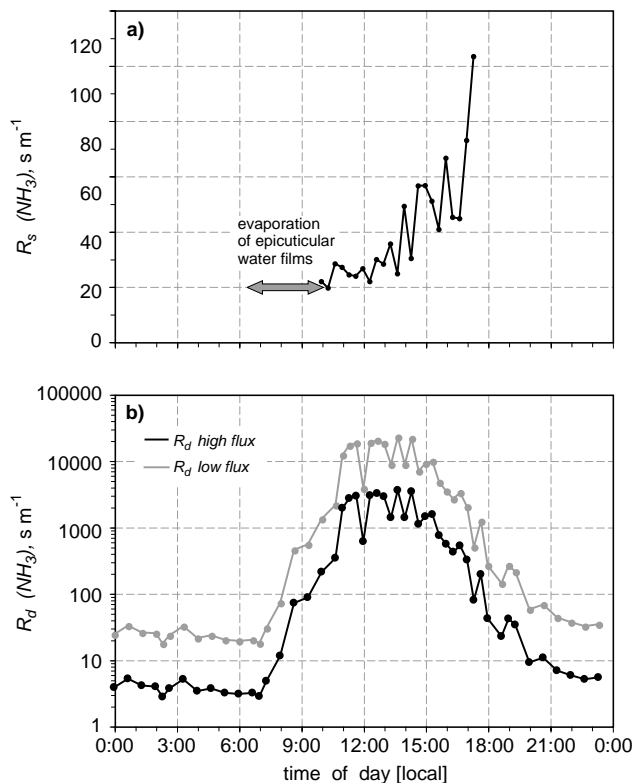 a)
120
100
80
60
40
20
0
R_s (NH_3), s m^-1
evaporation
of epicuticular
water films
b)
100000
10000
1000
100
10
1
R_d (NH_3), s m^-1
R_d high flux
R_d low flux
0:00 3:00 6:00 9:00 12:00 15:00 18:00 21:00 0:00
time of day [local]